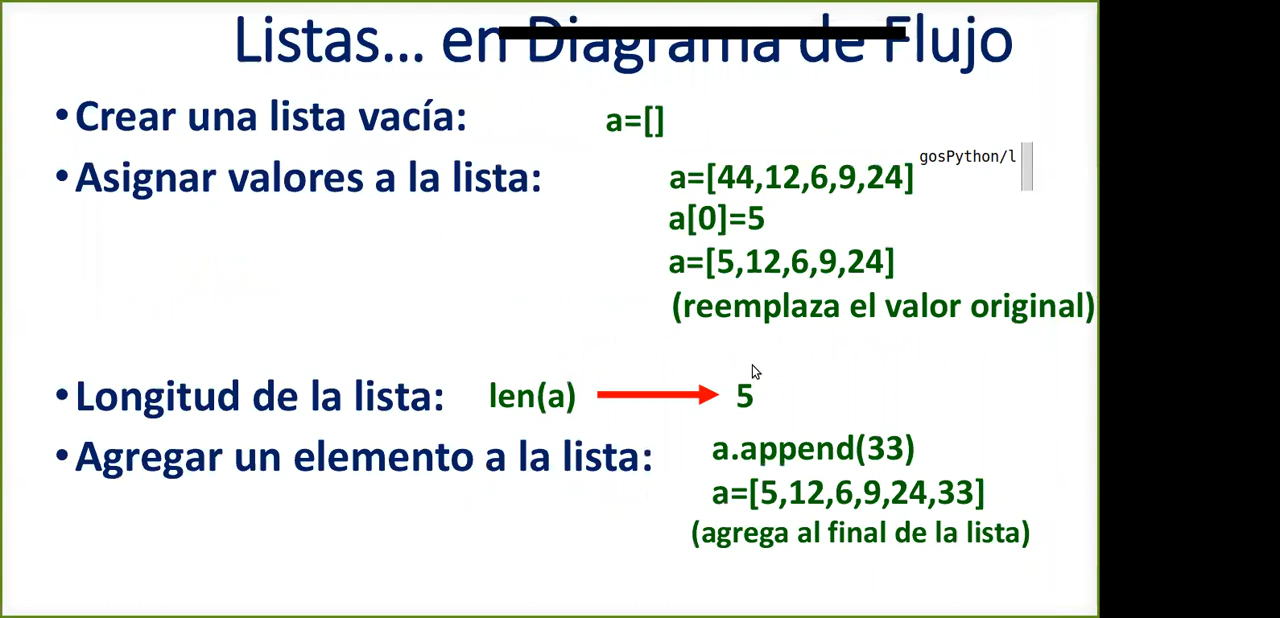 Listas... en Diagrama de Flujo
•Crear una lista vacía: a=[]
gosPython/l
•Asignar valores a la lista: a=[44,12,6,9,24]
a[0]=5
a=[5,12,6,9,24]
(reemplaza el valor original)
•Longitud de la lista: len(a) 5
•Agregar un elemento a la lista: a.append(33)
a=[5,12,6,9,24,33]
(agrega al final de la lista)